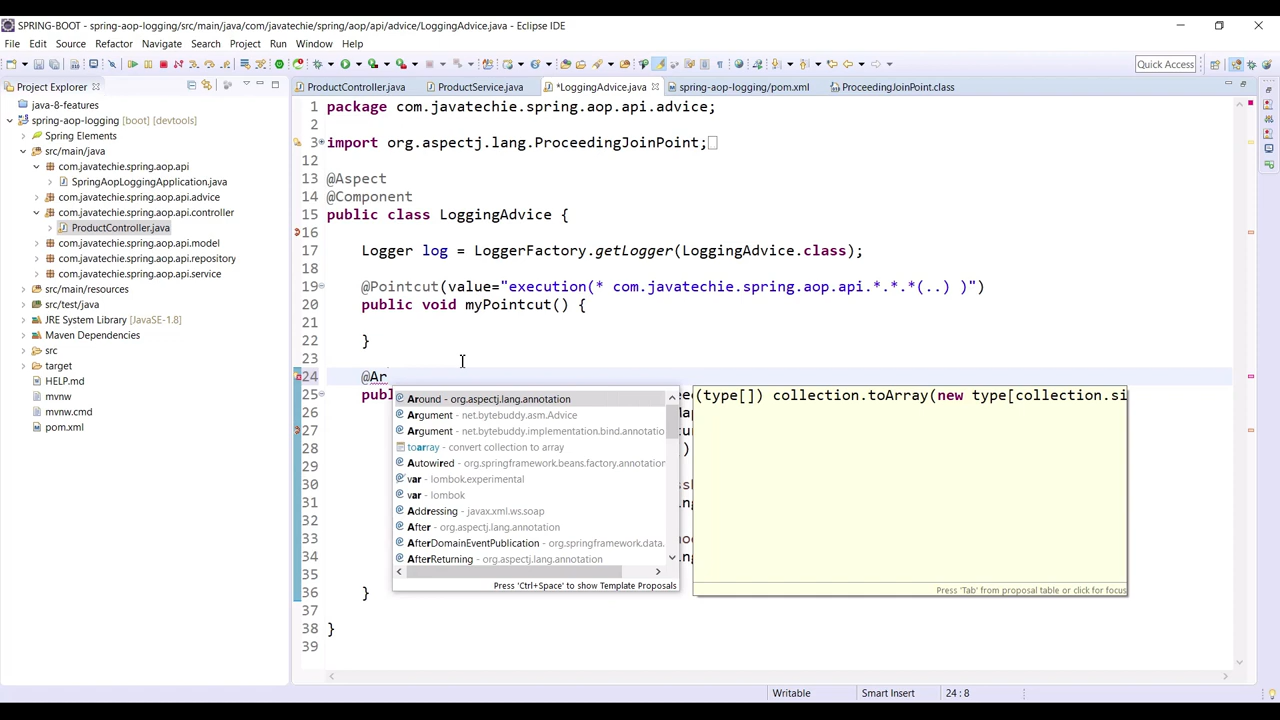 SPRING-BOOT - spring-aop-logging/src/main/java/com/javatechie/spring/aop/api/advice/LoggingAdvice.java - Eclipse IDE
File Edit Source Refactor Navigate Search Project Run Window Help
Quick Access
Project Explorer
java-8-features
spring-aop-logging [boot] [devtools]
Spring Elements
src/main/java
com.javatechie.spring.aop.api
SpringAopLoggingApplication.java
com.javatechie.spring.aop.api.advice
com.javatechie.spring.aop.api.controller
ProductController.java
com.javatechie.spring.aop.api.model
com.javatechie.spring.aop.api.repository
com.javatechie.spring.aop.api.service
src/main/resources
src/test/java
JRE System Library [JavaSE-1.8]
Maven Dependencies
src
target
HELP.md
mvnw
mvnw.cmd
pom.xml
ProductController.java ProductService.java *LoggingAdvice.java spring-aop-logging/pom.xml ProceedingJoinPoint.class
1 package com.javatechie.spring.aop.api.advice;
2
3 import org.aspectj.lang.ProceedingJoinPoint;
12
13 @Aspect
14 @Component
15 public class LoggingAdvice {
16
17 Logger log = LoggerFactory.getLogger(LoggingAdvice.class);
18
19 @Pointcut(value="execution(* com.javatechie.spring.aop.api.*.*.*(..) )")
20 public void myPointcut() {
21
22 }
23
24 @Ar
25
26
27
28 )
29
30
31
32
33
34
35
36 }
37
38 }
39
Around - org.aspectj.lang.annotation
Argument - net.bytebuddy.asm.Advice
Argument - net.bytebuddy.implementation.bind.annotatio
toarray - convert collection to array
Autowired - org.springframework.beans.factory.annotation
var - lombok.experimental
var - lombok
Addressing - javax.xml.ws.soap
After - org.aspectj.lang.annotation
AfterDomainEventPublication - org.springframework.data.
AfterReturning - org.aspectj.lang.annotation
Press 'Ctrl+Space' to show Template Proposals
(type[]) collection.toArray(new type[collection.si
Press 'Tab' from proposal table or click for focus
Writable Smart Insert 24 : 8